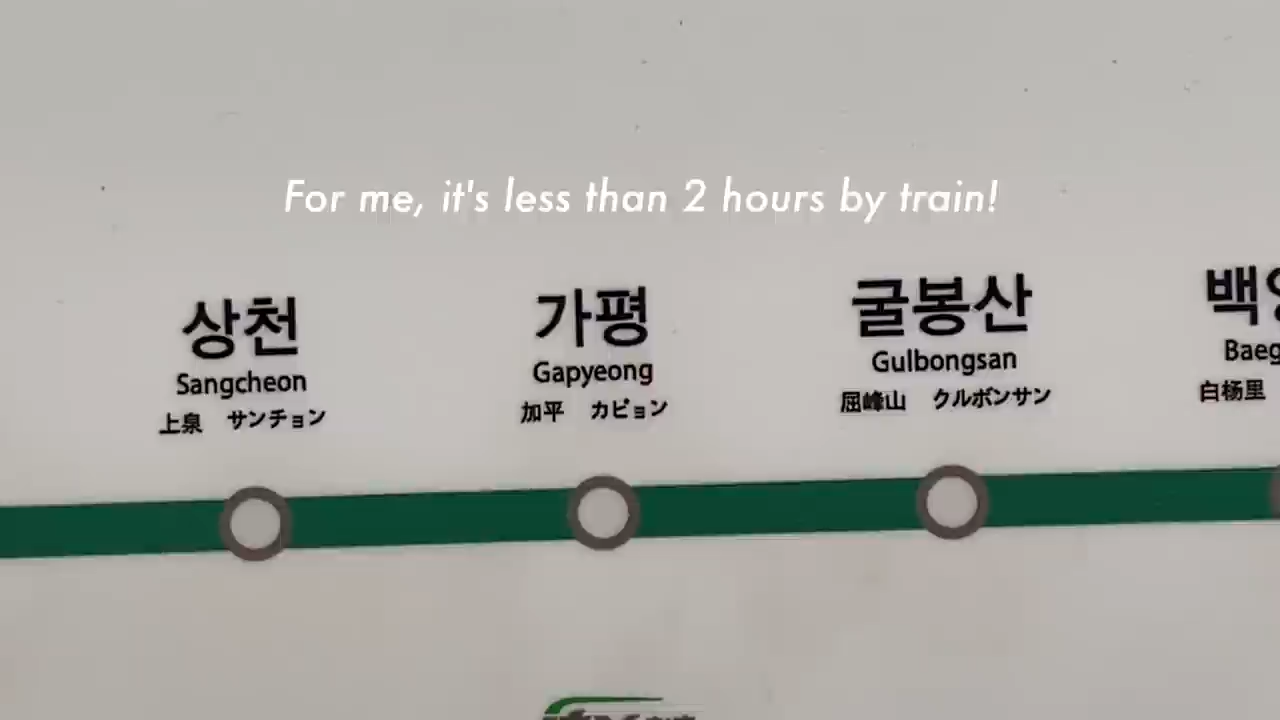 For me, it's less than 2 hours by train!
상천 가평 굴봉산 백
Sangcheon Gapyeong Gulbongsan
上泉 サンチョン 加平 カピョン 屈峰山 クルボンサン 白杨里